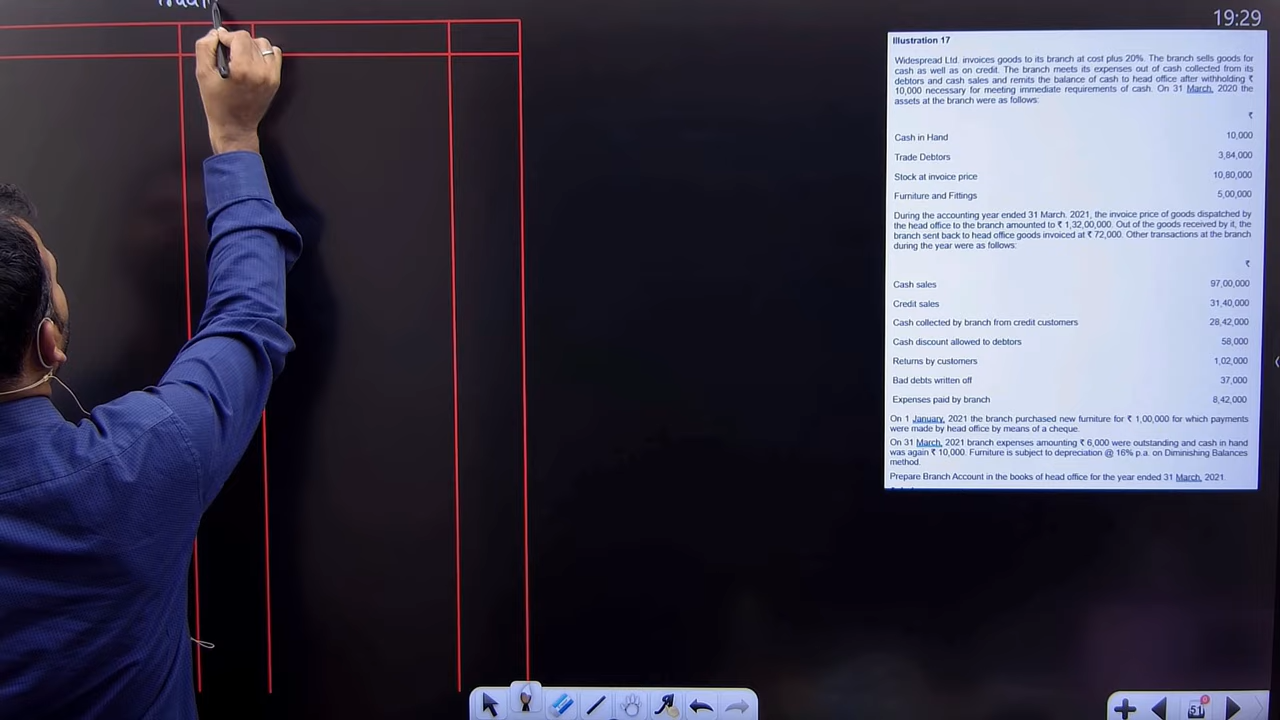 19:29
Illustration 17
Widespread Ltd. invoices goods to its branch at cost plus 20%. The branch sells goods for
cash as well as on credit. The branch meets its expenses out of cash collected from its
debtors and cash sales and remits the balance of cash to head office after withholding ₹
10,000 necessary for meeting immediate requirements of cash. On 31 March, 2020 the
assets at the branch were as follows:
₹
Cash in Hand 10,000
Trade Debtors 3,84,000
Stock at invoice price 10,80,000
Furniture and Fittings 5,00,000
During the accounting year ended 31 March. 2021, the invoice price of goods dispatched by
the head office to the branch amounted to ₹ 1,32,00,000. Out of the goods received by it, the
branch sent back to head office goods invoiced at ₹ 72,000. Other transactions at the branch
during the year were as follows:
₹
Cash sales 97,00,000
Credit sales 31,40,000
Cash collected by branch from credit customers 28,42,000
Cash discount allowed to debtors 58,000
Returns by customers 1,02,000
Bad debts written off 37,000
Expenses paid by branch 8,42,000
On 1 January, 2021 the branch purchased new furniture for ₹ 1,00,000 for which payments
were made by head office by means of a cheque.
On 31 March, 2021 branch expenses amounting ₹ 6,000 were outstanding and cash in hand
was again ₹ 10,000. Furniture is subject to depreciation @ 16% p.a. on Diminishing Balances
method.
Prepare Branch Account in the books of head office for the year ended 31 March, 2021.
51